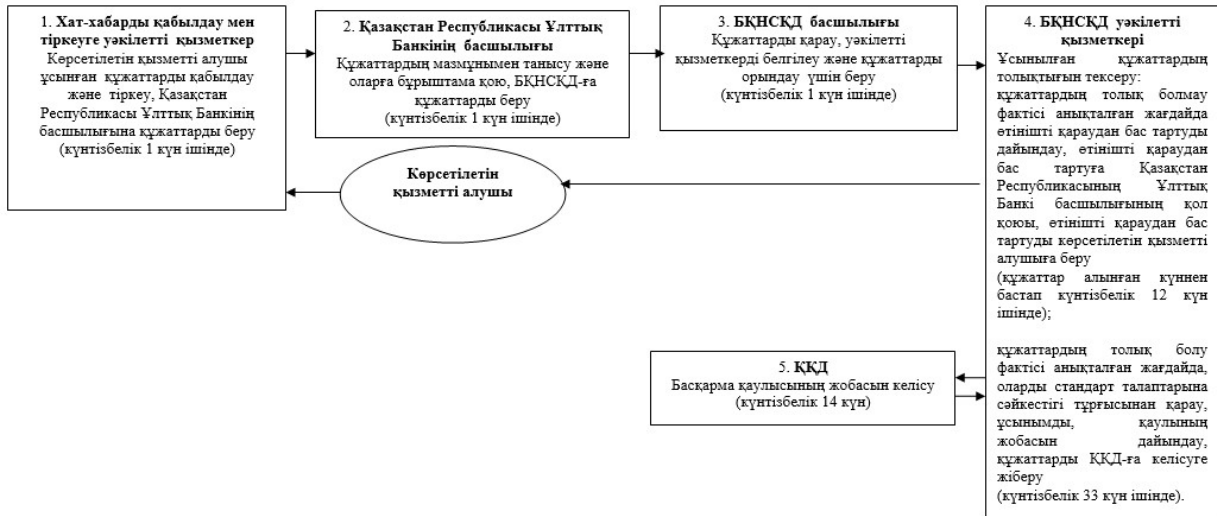 1. Хат-хабарды қабылдау мен
тіркеуге уәкілетті қызметкер
Көрсетілетін қызметті алушы
ұсынған құжаттарды қабылдау
және тіркеу, Қазақстан
Республикасы Ұлттық Банкінің
басшылығына құжаттарды беру
(күнтізбелік 1 күн ішінде)
2. Қазақстан Республикасы Ұлттық
Банкінің басшылығы
Құжаттардың мазмұнымен танысу және
оларға бұрыштама қою, БҚНСҚД-ға
құжаттарды беру
(күнтізбелік 1 күн ішінде)
3. БҚНСҚД басшылығы
Құжаттарды қарау, уәкілетті
қызметкерді белгілеу және құжаттарды
орындау үшін беру
(күнтізбелік 1 күн ішінде)
4. БҚНСҚД уәкілетті
қызметкері
Ұсынылған құжаттардың
толықтығын тексеру:
құжаттардың толық болмау
фактісі анықталған жағдайда
өтінішті қараудан бас тартуды
дайындау, өтінішті қараудан
бас тартуға Қазақстан
Республикасының Ұлттық
Банкі басшылығының қол
қоюы, өтінішті қараудан бас
тартуды көрсетілетін қызметті
алушыға беру
(құжаттар алынған күннен
бастап күнтізбелік 12 күн
ішінде);
құжаттардың толық болу
фактісі анықталған жағдайда,
оларды стандарт талаптарына
сәйкестігі тұрғысынан қарау,
ұсынымды, қаулының
жобасын дайындау,
құжаттарды ҚҚД-ға келісуге
жіберу
(күнтізбелік 33 күн ішінде).
Көрсетілетін
қызметті алушы
5. ҚҚД
Басқарма қаулысының жобасын келісу
(күнтізбелік 14 күн)